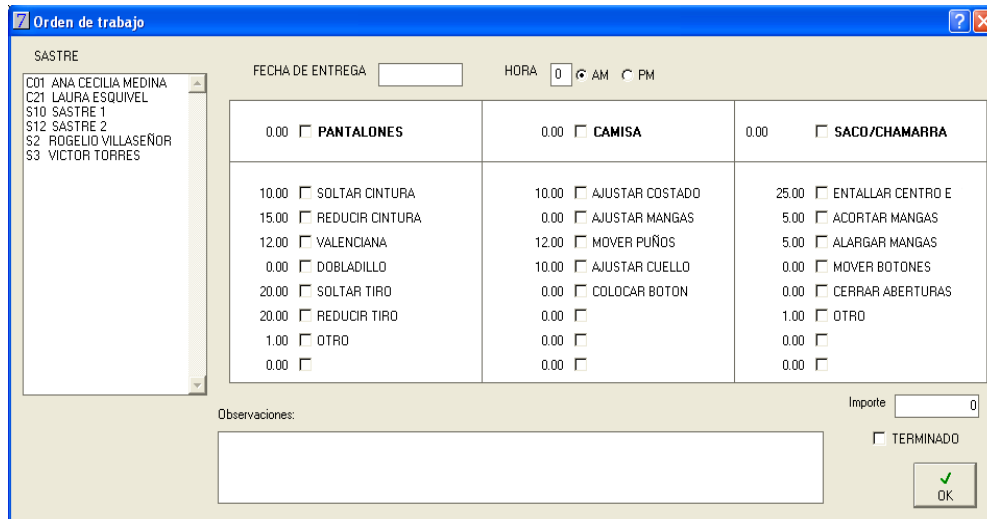 7 Orden de trabajo ?
SASTRE
C01 ANA CECILIA MEDINA
C21 LAURA ESQUIVEL
S10 SASTRE 1
S12 SASTRE 2
S2 ROGELIO VILLASEÑOR
S3 VICTOR TORRES
FECHA DE ENTREGA HORA 0 AM PM
0.00 PANTALONES 0.00 CAMISA 0.00 SACO/CHAMARRA
10.00 SOLTAR CINTURA 10.00 AJUSTAR COSTADO 25.00 ENTALLAR CENTRO E
15.00 REDUCIR CINTURA 0.00 AJUSTAR MANGAS 5.00 ACORTAR MANGAS
12.00 VALENCIANA 12.00 MOVER PUÑOS 5.00 ALARGAR MANGAS
0.00 DOBLADILLO 10.00 AJUSTAR CUELLO 0.00 MOVER BOTONES
20.00 SOLTAR TIRO 0.00 COLOCAR BOTON 0.00 CERRAR ABERTURAS
20.00 REDUCIR TIRO 0.00 1.00 OTRO
1.00 OTRO 0.00 0.00
0.00 0.00 0.00
Importe 0
Observaciones:
TERMINADO
OK